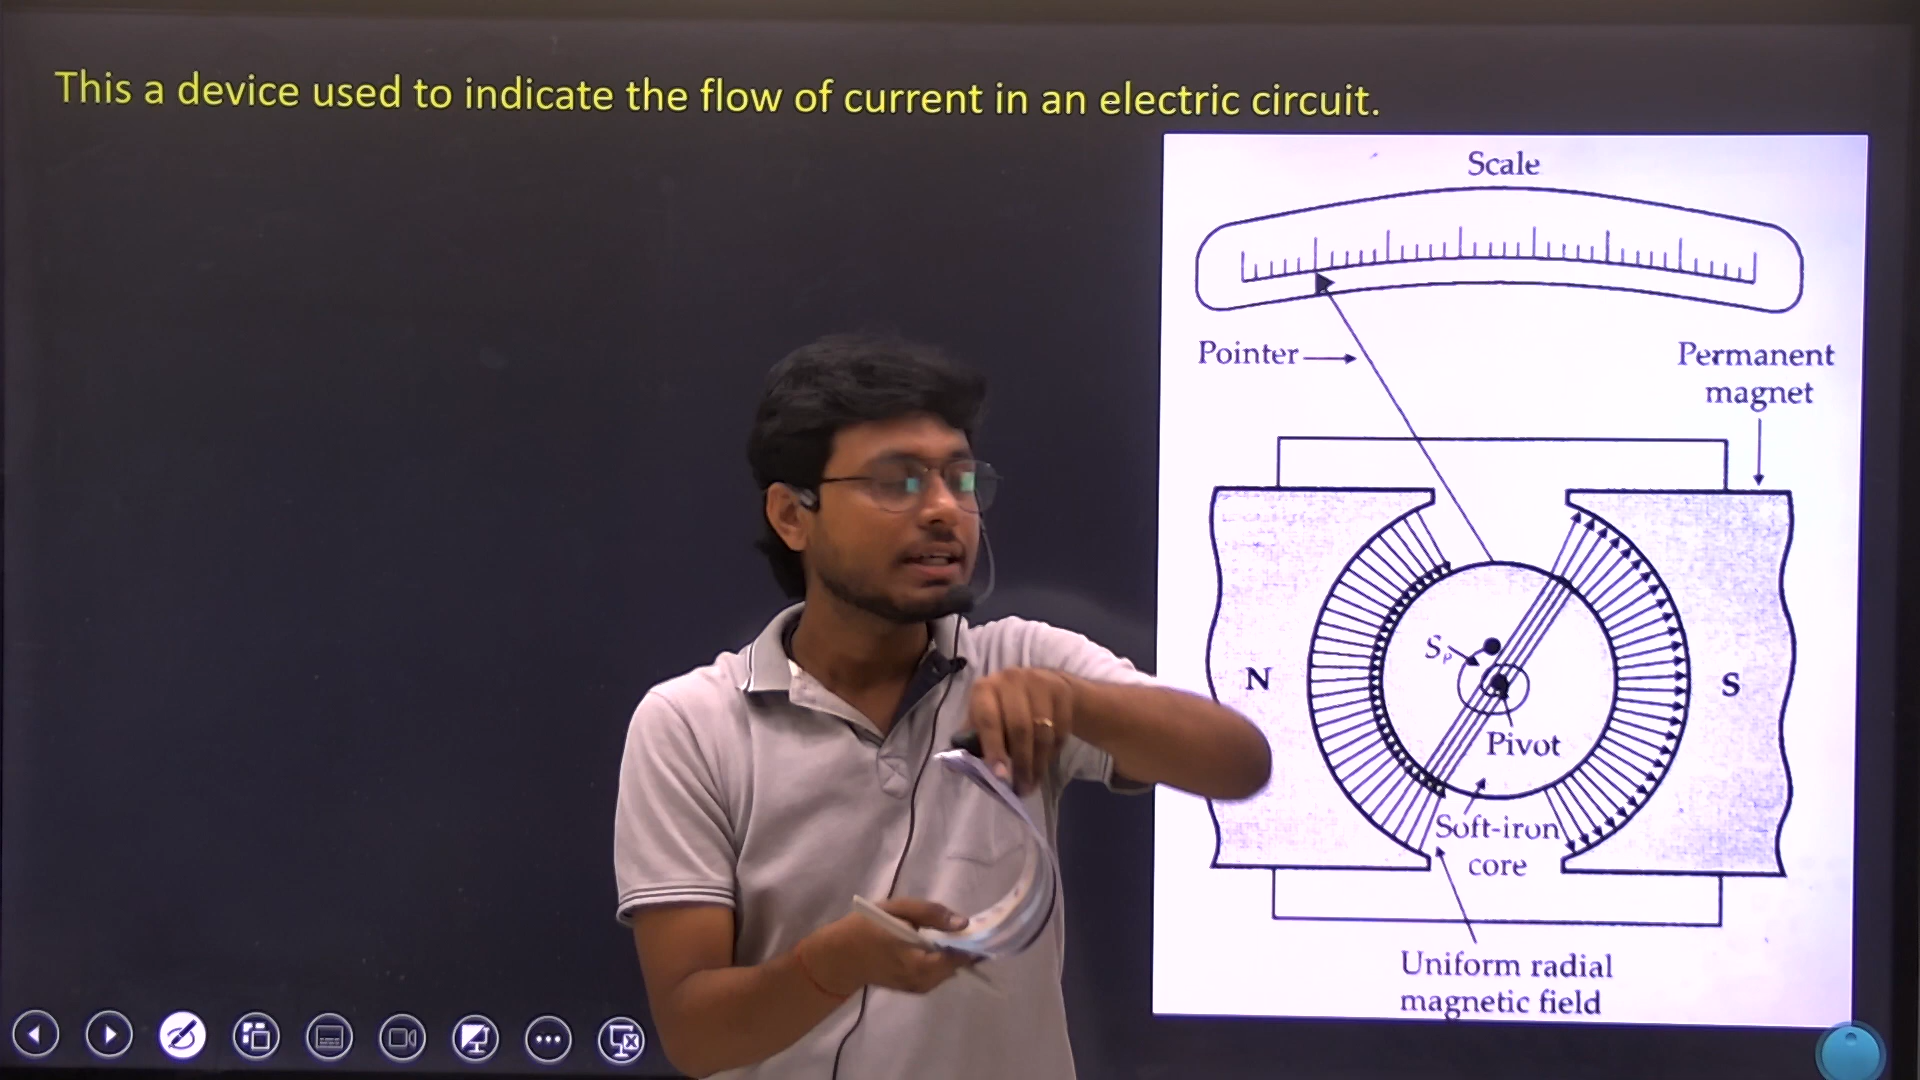 This a device used to indicate the flow of current in an electric circuit.
Scale
Pointer
Permanent
magnet
N
Sₚ
S
Pivot
Soft-iron
core
Uniform radial
magnetic field